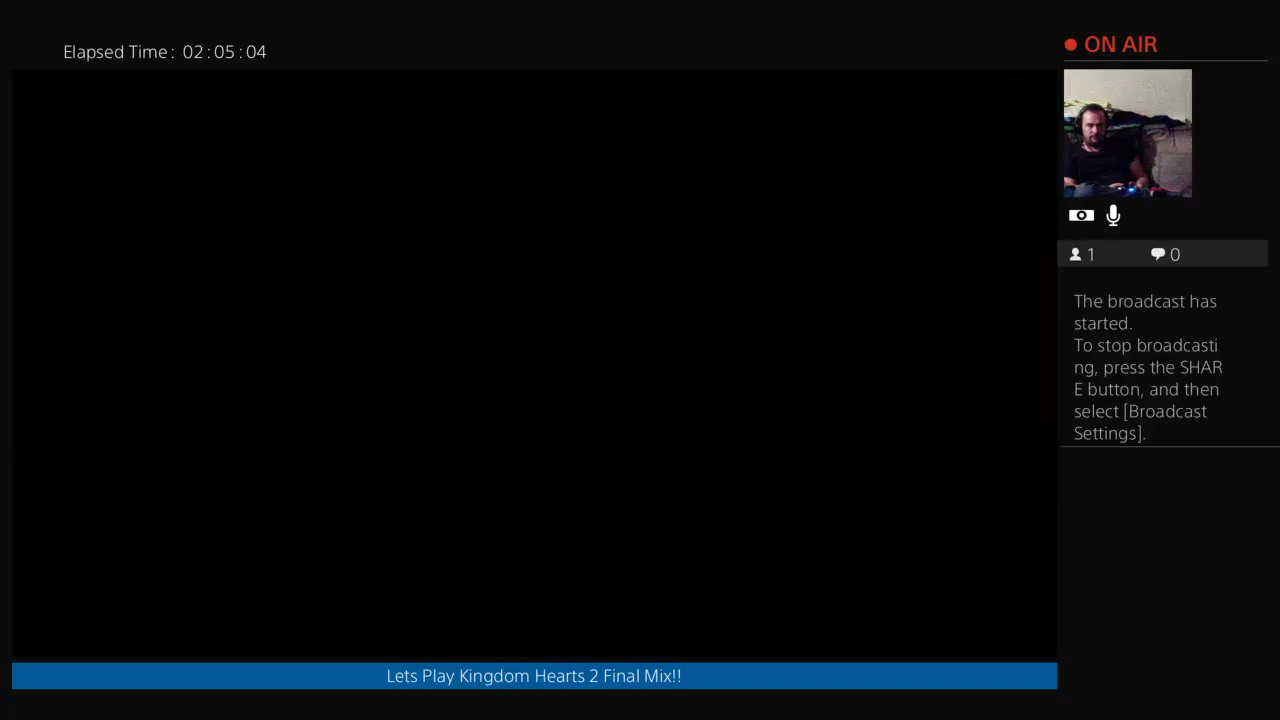 Elapsed Time: 02:05:04
ON AIR
1
0
The broadcast has
started.
To stop broadcasti
ng, press the SHAR
E button, and then
select [Broadcast
Settings].
Lets Play Kingdom Hearts 2 Final Mix!!